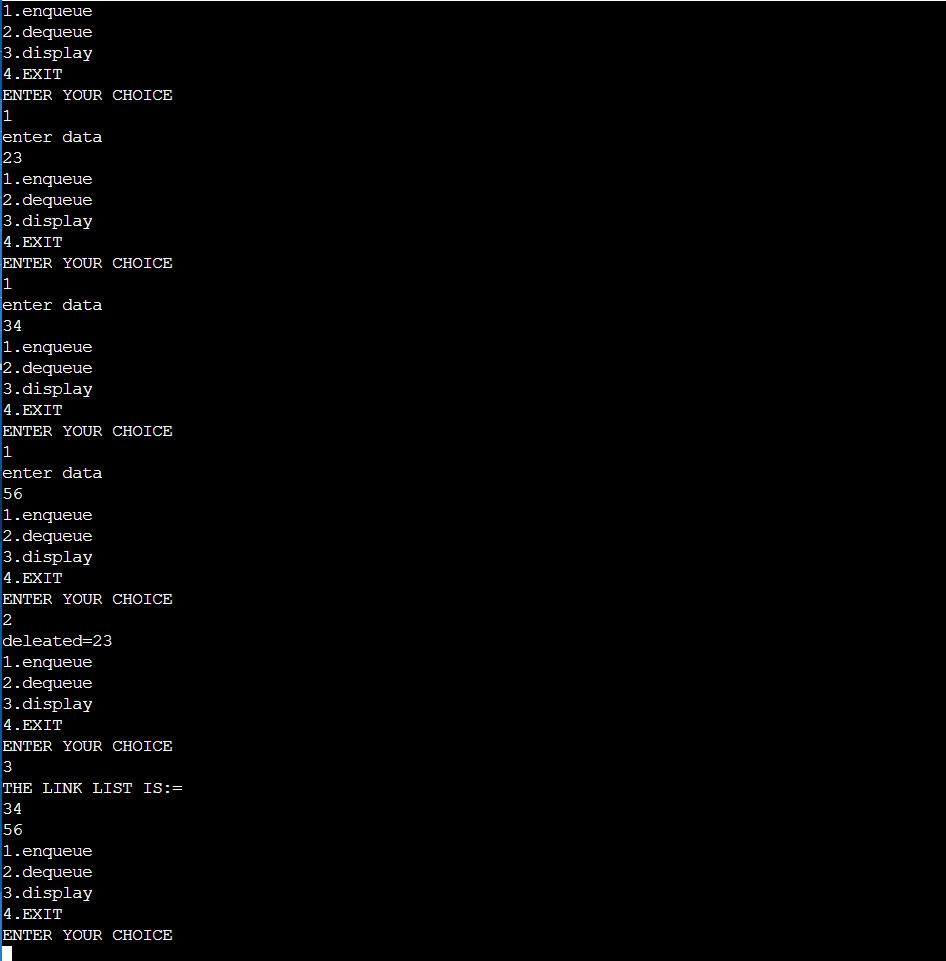 1.enqueue
2.dequeue
3.display
4.EXIT
ENTER YOUR CHOICE
1
enter data
23
1.enqueue
2.dequeue
3.display
4.EXIT
ENTER YOUR CHOICE
1
enter data
34
1.enqueue
2.dequeue
3.display
4.EXIT
ENTER YOUR CHOICE
1
enter data
56
1.enqueue
2.dequeue
3.display
4.EXIT
ENTER YOUR CHOICE
2
deleated=23
1.enqueue
2.dequeue
3.display
4.EXIT
ENTER YOUR CHOICE
3
THE LINK LIST IS:=
34
56
1.enqueue
2.dequeue
3.display
4.EXIT
ENTER YOUR CHOICE